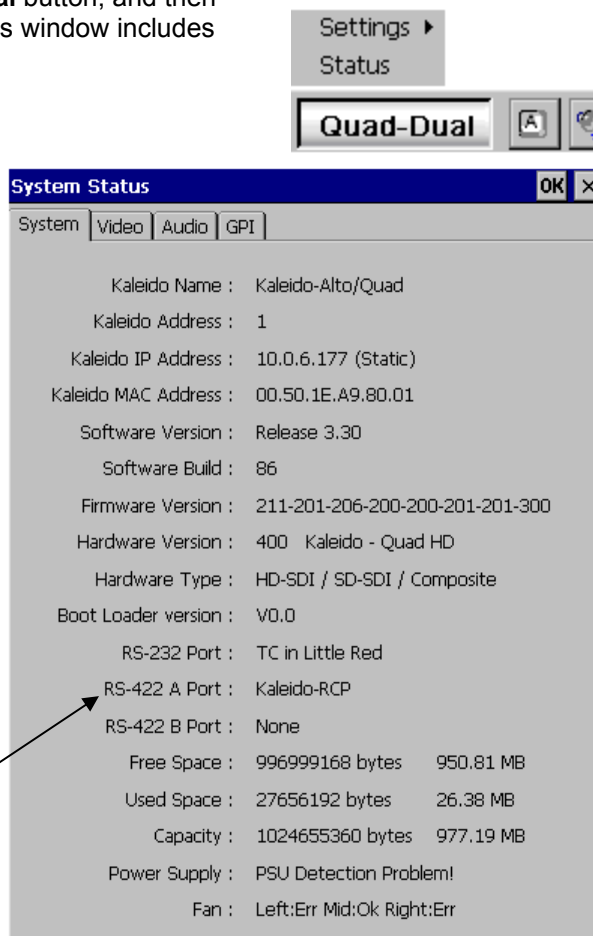 al button, and then
s window includes
Settings
Status
Quad-Dual
A
System Status
OK
System Video Audio GPI
Kaleido Name : Kaleido-Alto/Quad
Kaleido Address : 1
Kaleido IP Address : 10.0.6.177 (Static)
Kaleido MAC Address : 00.50.1E.A9.80.01
Software Version : Release 3.30
Software Build : 86
Firmware Version : 211-201-206-200-200-201-201-300
Hardware Version : 400 Kaleido - Quad HD
Hardware Type : HD-SDI / SD-SDI / Composite
Boot Loader version : V0.0
RS-232 Port : TC in Little Red
RS-422 A Port : Kaleido-RCP
RS-422 B Port : None
Free Space : 996999168 bytes 950.81 MB
Used Space : 27656192 bytes 26.38 MB
Capacity : 1024655360 bytes 977.19 MB
Power Supply : PSU Detection Problem!
Fan : Left:Err Mid:Ok Right:Err